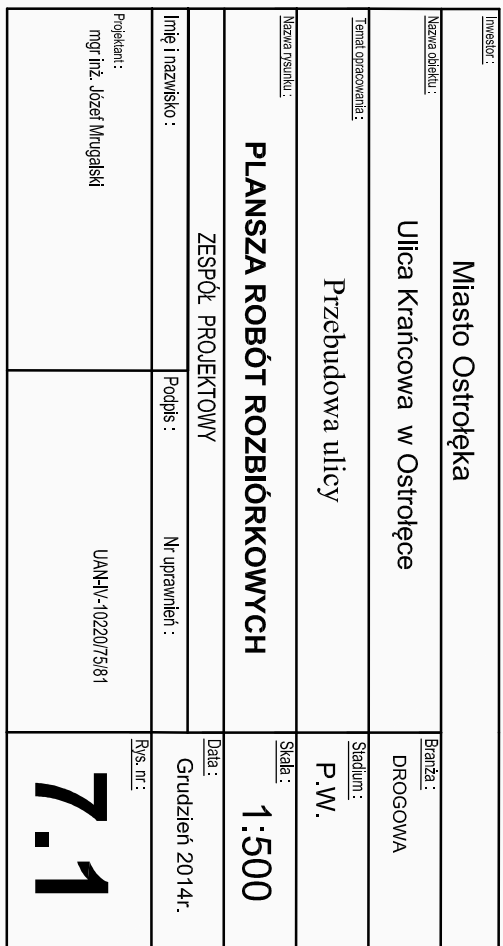 Inwestor :
Miasto Ostrołęka
Nazwa obiektu :
Ulica Krańcowa w Ostrołęce
Branża :
DROGOWA
Temat opracowania :
Przebudowa ulicy
Stadium :
P.W.
Nazwa rysunku :
PLANSZA ROBÓT ROZBIÓRKOWYCH
Skala :
1:500
ZESPÓŁ PROJEKTOWY
Data :
Grudzień 2014r.
Imię i nazwisko :
Podpis :
Nr uprawnień :
Projektant :
mgr inż. Józef Mrugalski
UAN-IV-10220/75/81
Rys. nr :
7.1